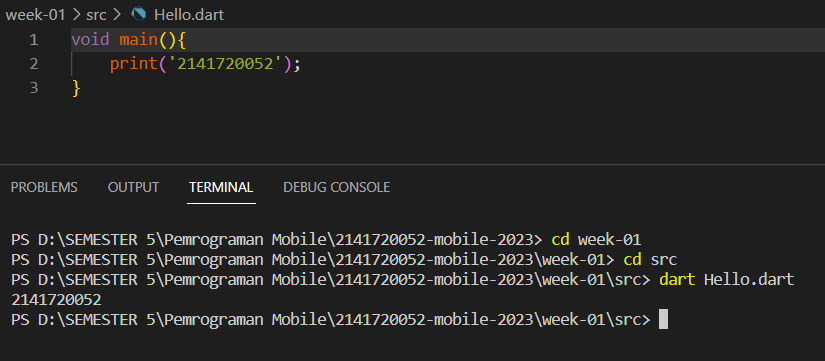 week-01 > src > Hello.dart
1 void main(){
2 print('2141720052');
3 }
PROBLEMS OUTPUT TERMINAL DEBUG CONSOLE
PS D:\SEMESTER 5\Pemrograman Mobile\2141720052-mobile-2023> cd week-01
PS D:\SEMESTER 5\Pemrograman Mobile\2141720052-mobile-2023\week-01> cd src
PS D:\SEMESTER 5\Pemrograman Mobile\2141720052-mobile-2023\week-01\src> dart Hello.dart
2141720052
PS D:\SEMESTER 5\Pemrograman Mobile\2141720052-mobile-2023\week-01\src>